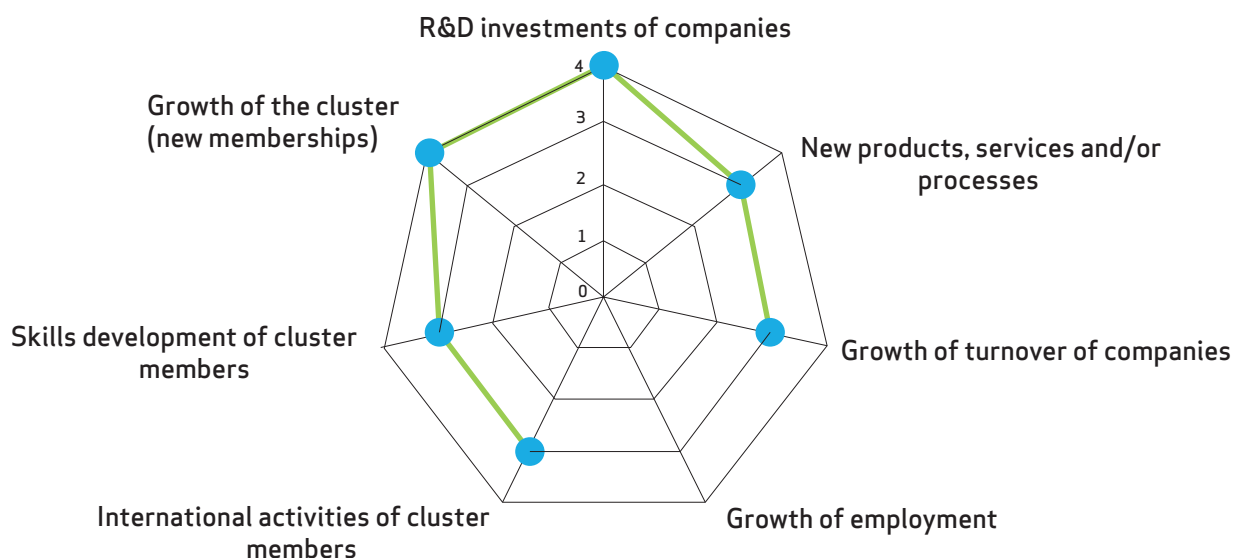 R&D investments of companies
4
Growth of the cluster
(new memberships)
3
New products, services and/or
processes
2
1
0
Skills development of cluster
members
Growth of turnover of companies
International activities of cluster
members
Growth of employment